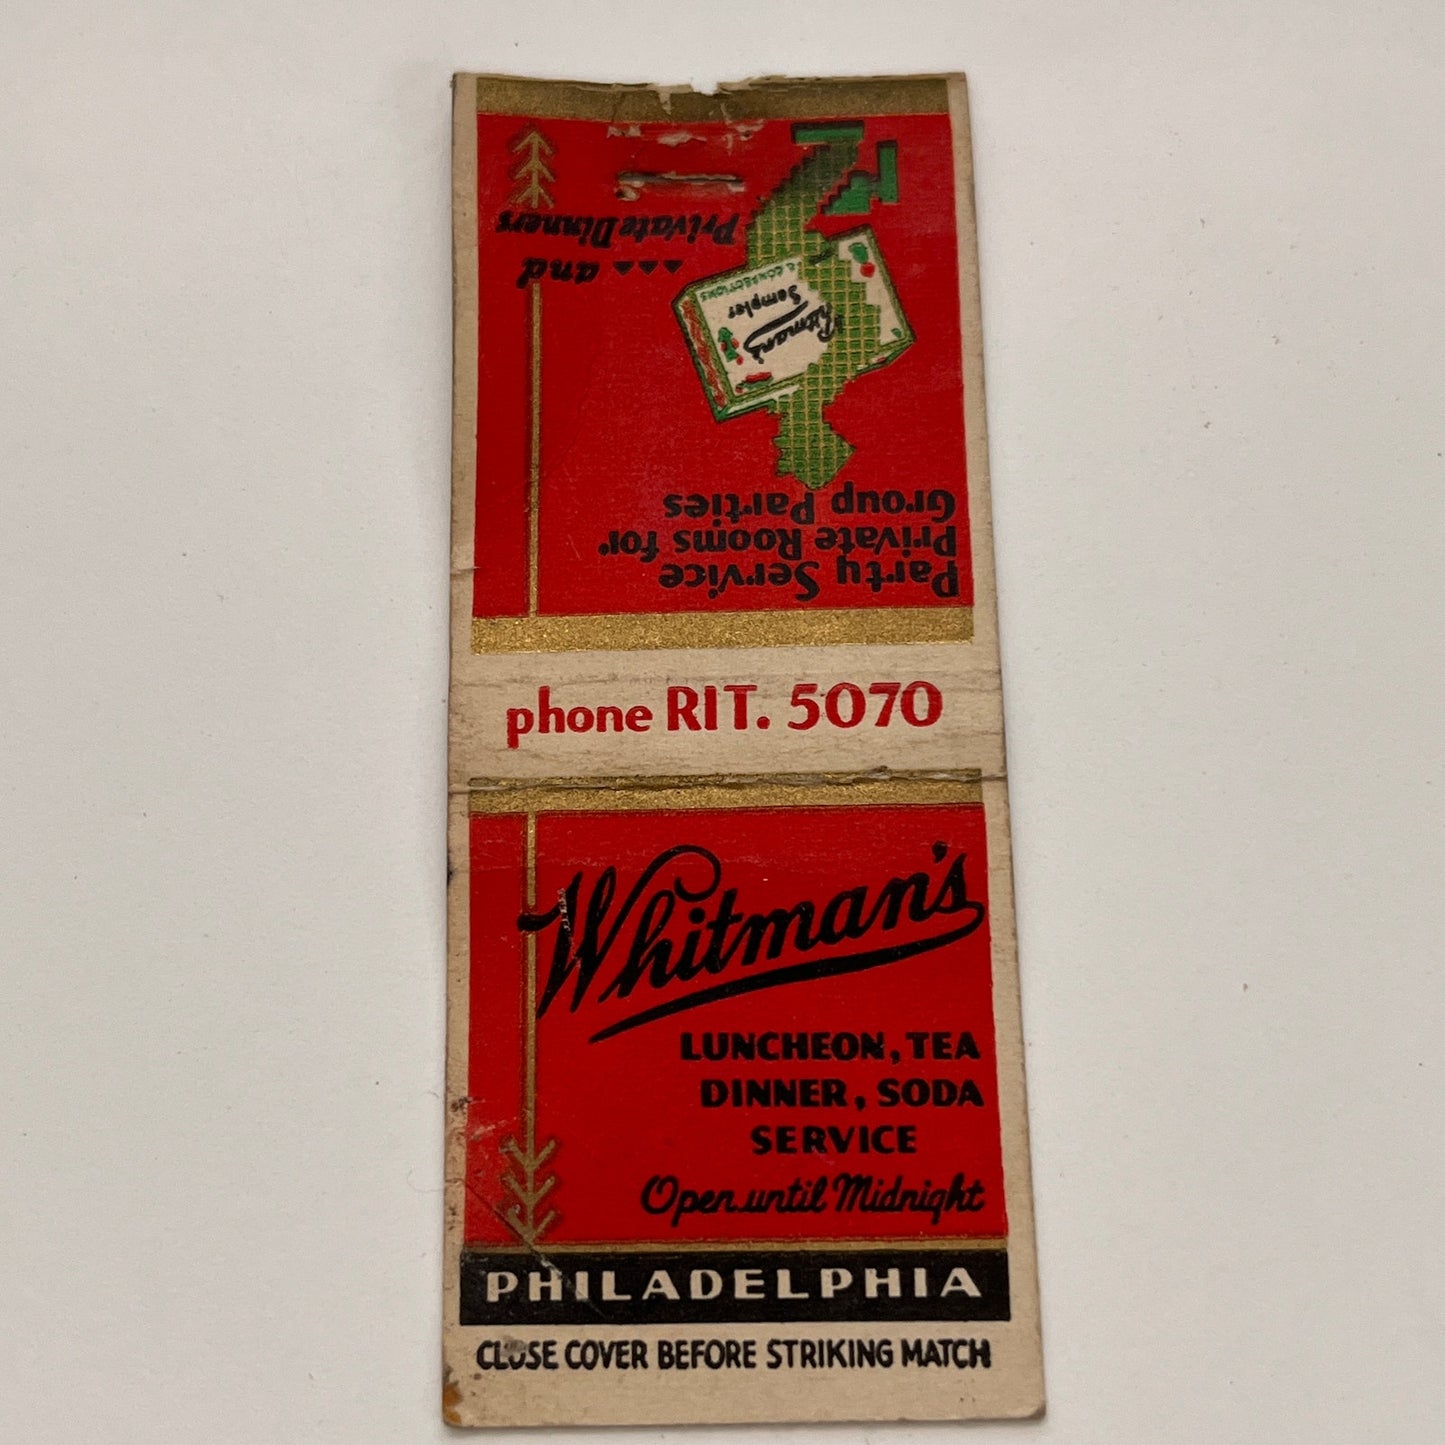 Party Service
Private Rooms for
Group Parties
Whitman's
Sampler
& CONFECTIONS
and
Private Dinners
phone RIT. 5070
Whitman's
LUNCHEON, TEA
DINNER, SODA
SERVICE
Open until Midnight
PHILADELPHIA
CLOSE COVER BEFORE STRIKING MATCH